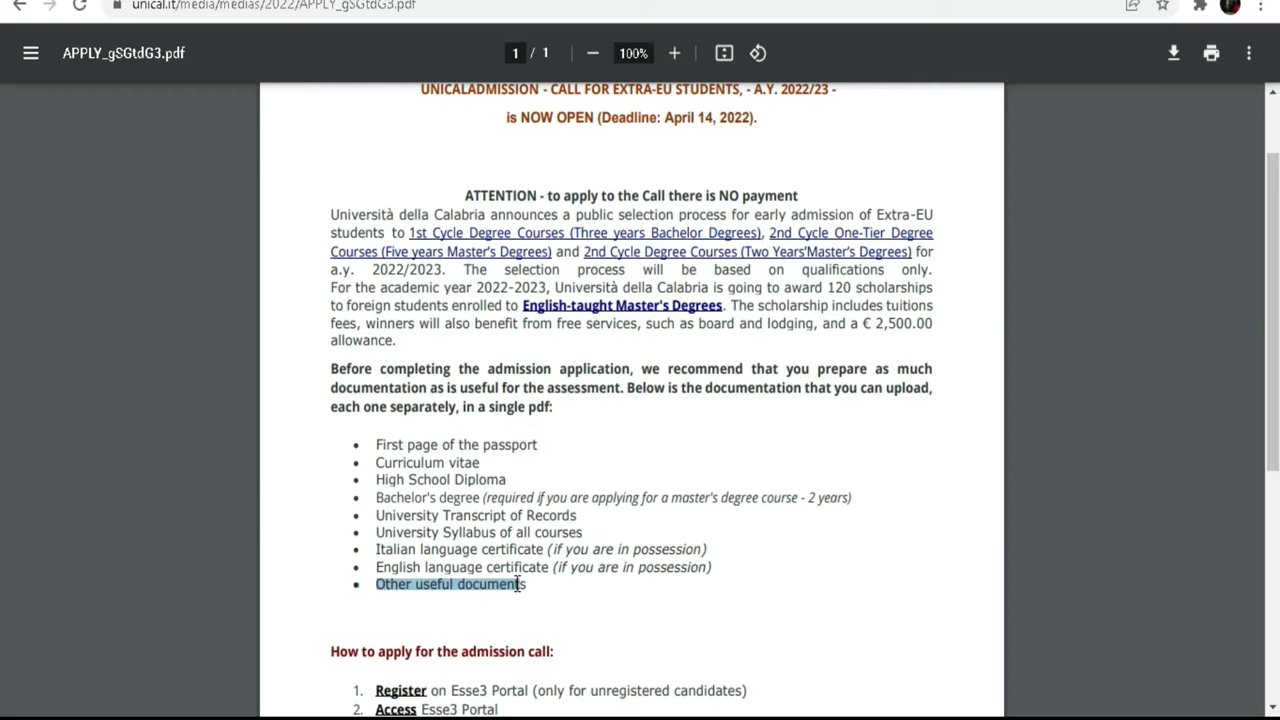 unical.it/media/medias/2022/APPLY_gSGtdG3.pdf
APPLY_gSGtdG3.pdf
1 / 1
100%
UNICALADMISSION - CALL FOR EXTRA-EU STUDENTS, - A.Y. 2022/23 -
is NOW OPEN (Deadline: April 14, 2022).
ATTENTION - to apply to the Call there is NO payment
Università della Calabria announces a public selection process for early admission of Extra-EU
students to 1st Cycle Degree Courses (Three years Bachelor Degrees), 2nd Cycle One-Tier Degree
Courses (Five years Master's Degrees) and 2nd Cycle Degree Courses (Two Years'Master's Degrees) for
a.y. 2022/2023. The selection process will be based on qualifications only.
For the academic year 2022-2023, Università della Calabria is going to award 120 scholarships
to foreign students enrolled to English-taught Master's Degrees. The scholarship includes tuitions
fees, winners will also benefit from free services, such as board and lodging, and a € 2,500.00
allowance.
Before completing the admission application, we recommend that you prepare as much
documentation as is useful for the assessment. Below is the documentation that you can upload,
each one separately, in a single pdf:
• First page of the passport
• Curriculum vitae
• High School Diploma
• Bachelor's degree (required if you are applying for a master's degree course - 2 years)
• University Transcript of Records
• University Syllabus of all courses
• Italian language certificate (if you are in possession)
• English language certificate (if you are in possession)
• Other useful documents
How to apply for the admission call:
1. Register on Esse3 Portal (only for unregistered candidates)
2. Access Esse3 Portal